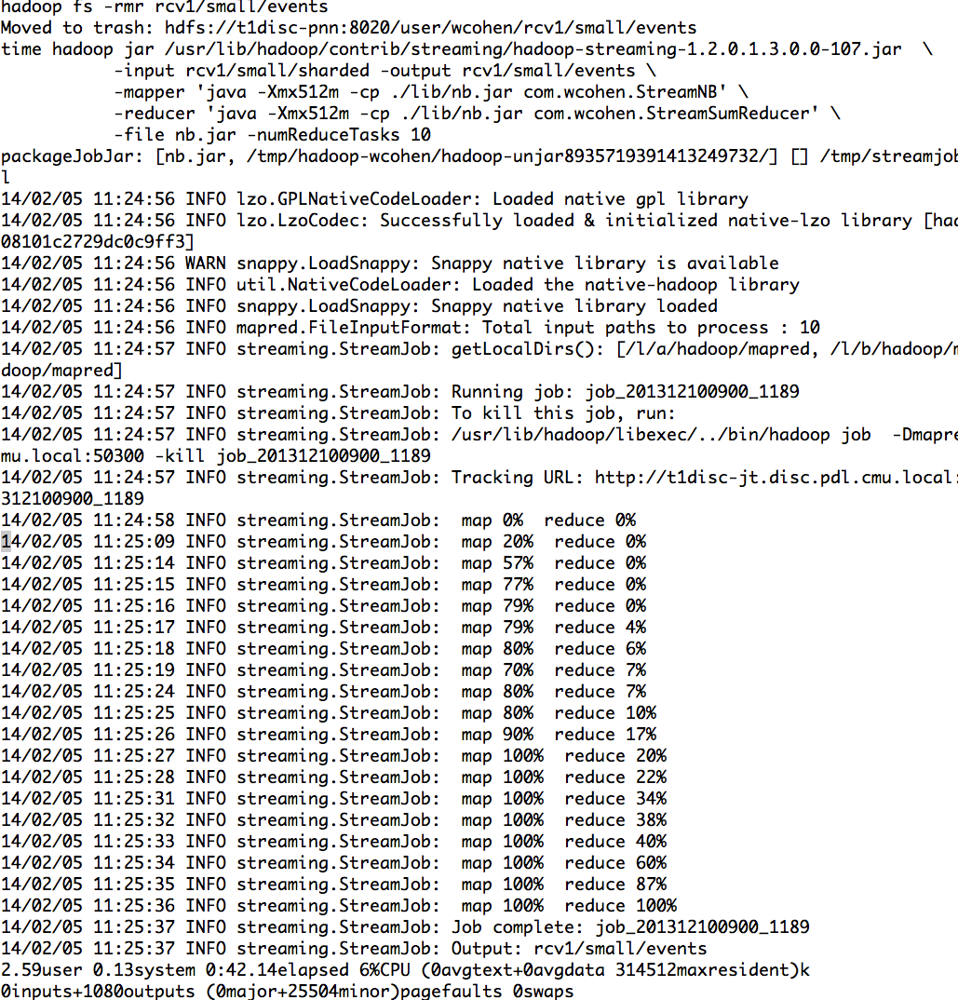 hadoop fs -rmr rcv1/small/events
Moved to trash: hdfs://t1disc-pnn:8020/user/wcohen/rcv1/small/events
time hadoop jar /usr/lib/hadoop/contrib/streaming/hadoop-streaming-1.2.0.1.3.0.0-107.jar  \
           -input rcv1/small/sharded -output rcv1/small/events \
           -mapper 'java -Xmx512m -cp ./lib/nb.jar com.wcohen.StreamNB' \
           -reducer 'java -Xmx512m -cp ./lib/nb.jar com.wcohen.StreamSumReducer' \
           -file nb.jar -numReduceTasks 10
packageJobJar: [nb.jar, /tmp/hadoop-wcohen/hadoop-unjar8935719391413249732/] [] /tmp/streamjob
l
14/02/05 11:24:56 INFO lzo.GPLNativeCodeLoader: Loaded native gpl library
14/02/05 11:24:56 INFO lzo.LzoCodec: Successfully loaded & initialized native-lzo library [had
08101c2729dc0c9ff3]
14/02/05 11:24:56 WARN snappy.LoadSnappy: Snappy native library is available
14/02/05 11:24:56 INFO util.NativeCodeLoader: Loaded the native-hadoop library
14/02/05 11:24:56 INFO snappy.LoadSnappy: Snappy native library loaded
14/02/05 11:24:56 INFO mapred.FileInputFormat: Total input paths to process : 10
14/02/05 11:24:57 INFO streaming.StreamJob: getLocalDirs(): [/l/a/hadoop/mapred, /l/b/hadoop/m
doop/mapred]
14/02/05 11:24:57 INFO streaming.StreamJob: Running job: job_201312100900_1189
14/02/05 11:24:57 INFO streaming.StreamJob: To kill this job, run:
14/02/05 11:24:57 INFO streaming.StreamJob: /usr/lib/hadoop/libexec/../bin/hadoop job  -Dmapre
mu.local:50300 -kill job_201312100900_1189
14/02/05 11:24:57 INFO streaming.StreamJob: Tracking URL: http://t1disc-jt.disc.pdl.cmu.local:
312100900_1189
14/02/05 11:24:58 INFO streaming.StreamJob:  map 0%  reduce 0%
14/02/05 11:25:09 INFO streaming.StreamJob:  map 20%  reduce 0%
14/02/05 11:25:14 INFO streaming.StreamJob:  map 57%  reduce 0%
14/02/05 11:25:15 INFO streaming.StreamJob:  map 77%  reduce 0%
14/02/05 11:25:16 INFO streaming.StreamJob:  map 79%  reduce 0%
14/02/05 11:25:17 INFO streaming.StreamJob:  map 79%  reduce 4%
14/02/05 11:25:18 INFO streaming.StreamJob:  map 80%  reduce 6%
14/02/05 11:25:19 INFO streaming.StreamJob:  map 70%  reduce 7%
14/02/05 11:25:24 INFO streaming.StreamJob:  map 80%  reduce 7%
14/02/05 11:25:25 INFO streaming.StreamJob:  map 80%  reduce 10%
14/02/05 11:25:26 INFO streaming.StreamJob:  map 90%  reduce 17%
14/02/05 11:25:27 INFO streaming.StreamJob:  map 100%  reduce 20%
14/02/05 11:25:28 INFO streaming.StreamJob:  map 100%  reduce 22%
14/02/05 11:25:31 INFO streaming.StreamJob:  map 100%  reduce 34%
14/02/05 11:25:32 INFO streaming.StreamJob:  map 100%  reduce 38%
14/02/05 11:25:33 INFO streaming.StreamJob:  map 100%  reduce 40%
14/02/05 11:25:34 INFO streaming.StreamJob:  map 100%  reduce 60%
14/02/05 11:25:35 INFO streaming.StreamJob:  map 100%  reduce 87%
14/02/05 11:25:36 INFO streaming.StreamJob:  map 100%  reduce 100%
14/02/05 11:25:37 INFO streaming.StreamJob: Job complete: job_201312100900_1189
14/02/05 11:25:37 INFO streaming.StreamJob: Output: rcv1/small/events
2.59user 0.13system 0:42.14elapsed 6%CPU (0avgtext+0avgdata 314512maxresident)k
0inputs+1080outputs (0major+25504minor)pagefaults 0swaps